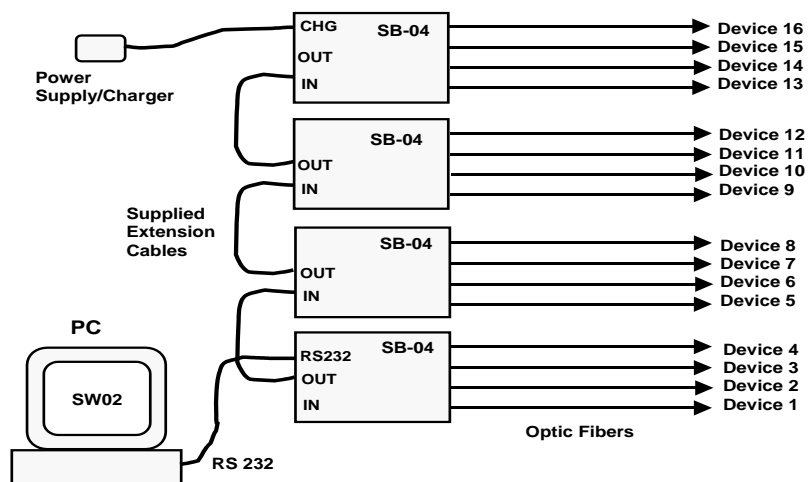 CHG
SB-04
Device 16
OUT
Device 15
Device 14
IN
Device 13
Power
Supply/Charger
SB-04
Device 12
OUT
Device 11
Device 10
IN
Device 9
Supplied
Extension
Cables
SB-04
Device 8
Device 7
OUT
Device 6
IN
Device 5
PC
SB-04
Device 4
RS232
Device 3
OUT
Device 2
SW02
IN
Device 1
Optic Fibers
RS 232